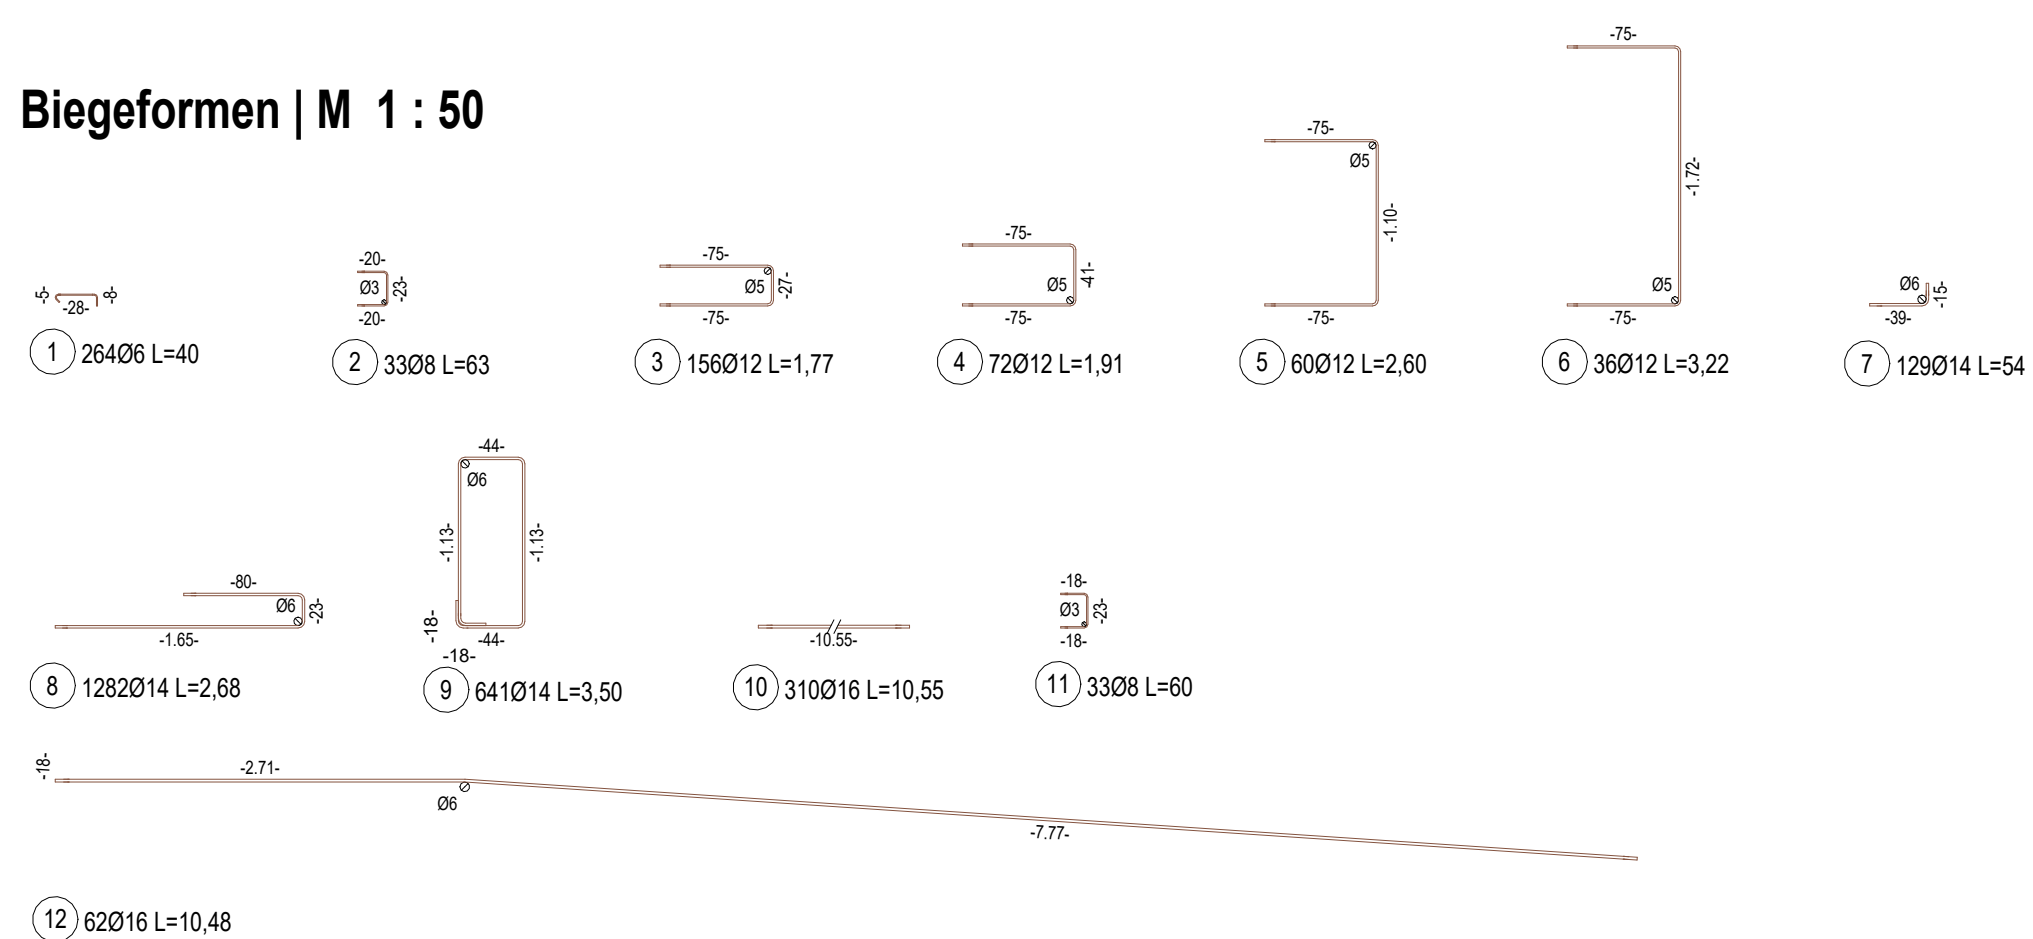 Biegeformen | M 1 : 50
-5-
-28-
-8-
1 264Ø6 L=40
-20-
Ø3
-23-
-20-
2 33Ø8 L=63
-75-
Ø5
-27-
-75-
3 156Ø12 L=1,77
-75-
Ø5
-41-
-75-
4 72Ø12 L=1,91
-75-
Ø5
-1.10-
-75-
5 60Ø12 L=2,60
-75-
-1.72-
Ø5
-75-
6 36Ø12 L=3,22
Ø6
-15-
-39-
7 129Ø14 L=54
-80-
Ø6
-23-
-1.65-
8 1282Ø14 L=2,68
-44-
Ø6
-1.13-
-1.13-
-18-
-44-
-18-
9 641Ø14 L=3,50
-10.55-
10 310Ø16 L=10,55
-18-
Ø3
-23-
-18-
11 33Ø8 L=60
-18-
-2.71-
Ø6
-7.77-
12 62Ø16 L=10,48